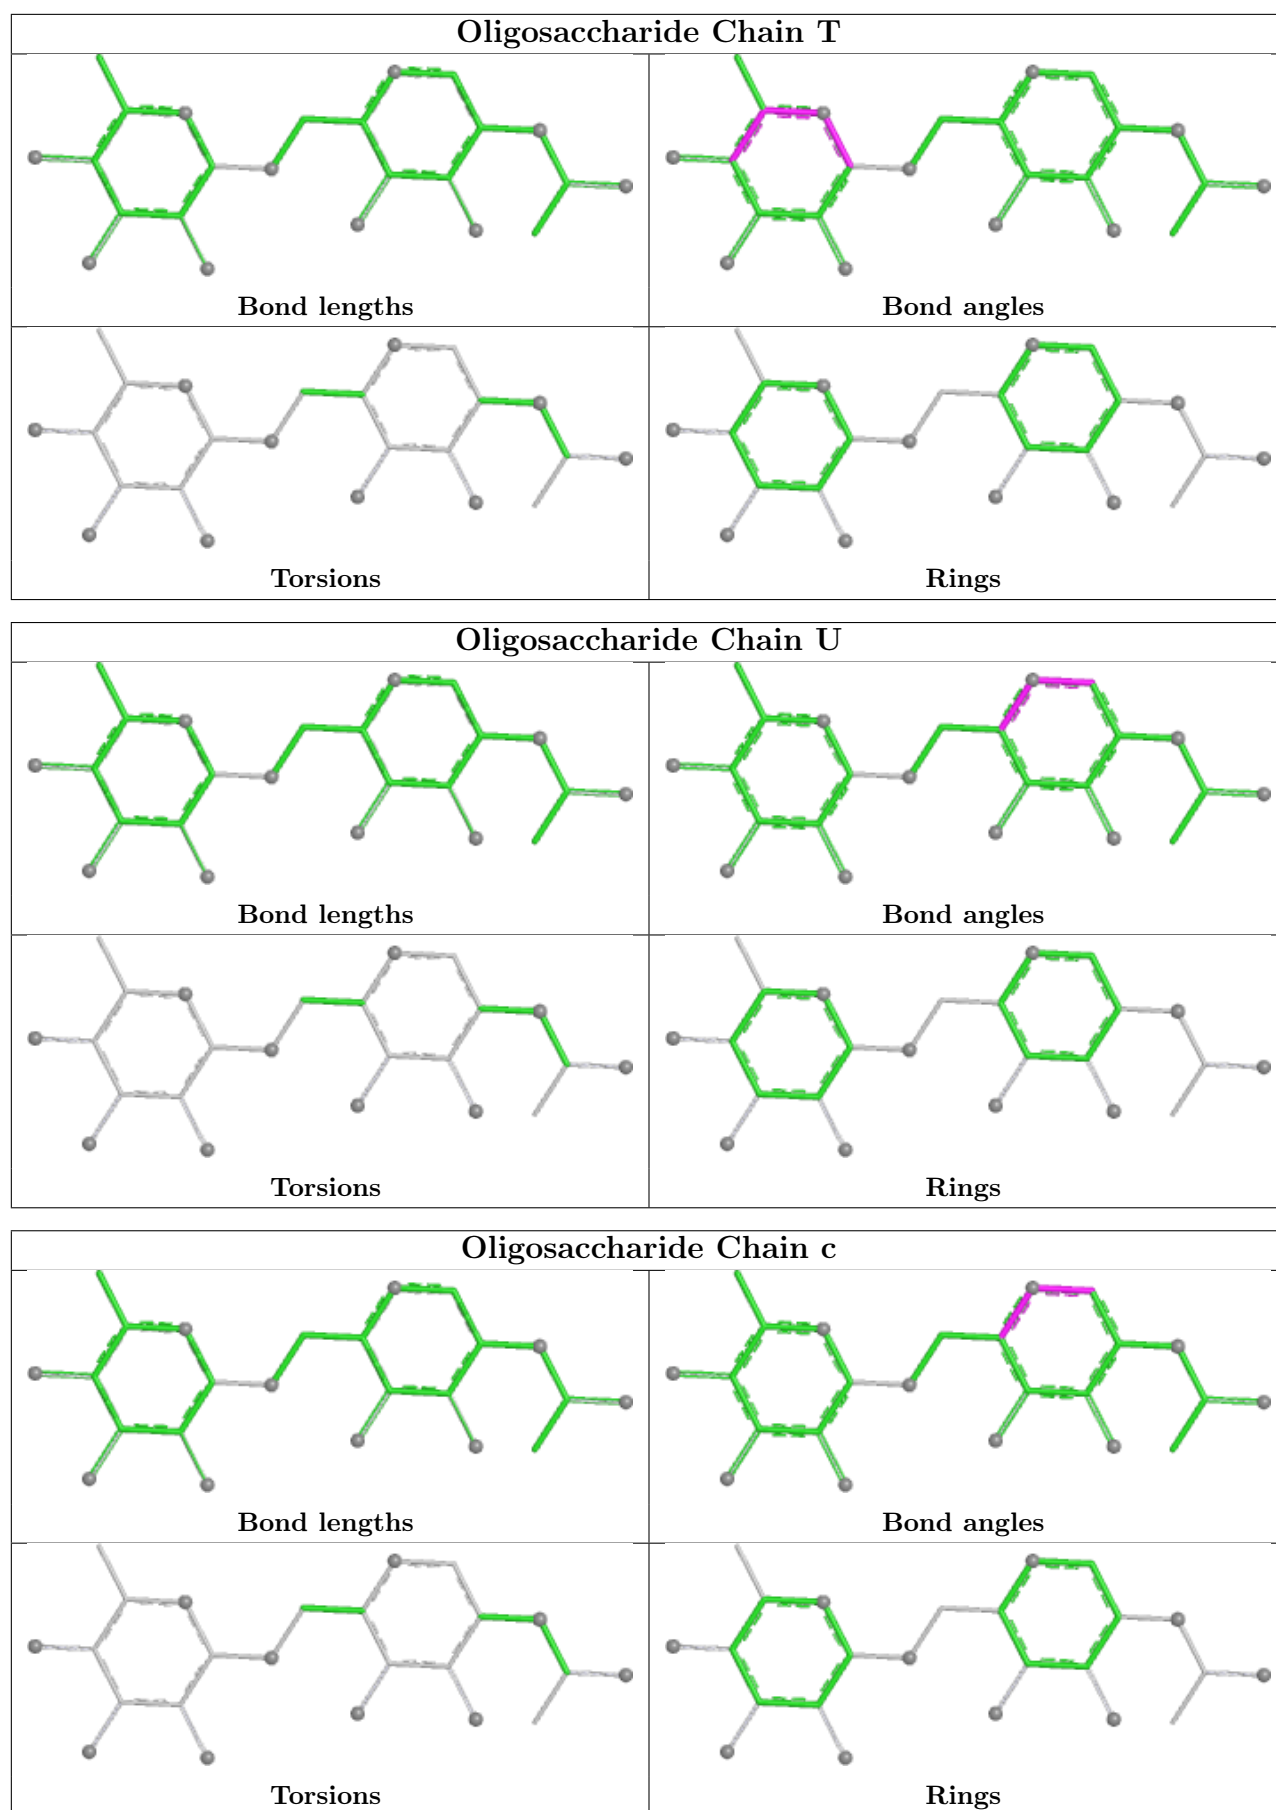 Oligosaccharide Chain T
Bond lengths
Bond angles
Torsions
Rings
Oligosaccharide Chain U
Bond lengths
Bond angles
Torsions
Rings
Oligosaccharide Chain c
Bond lengths
Bond angles
Torsions
Rings